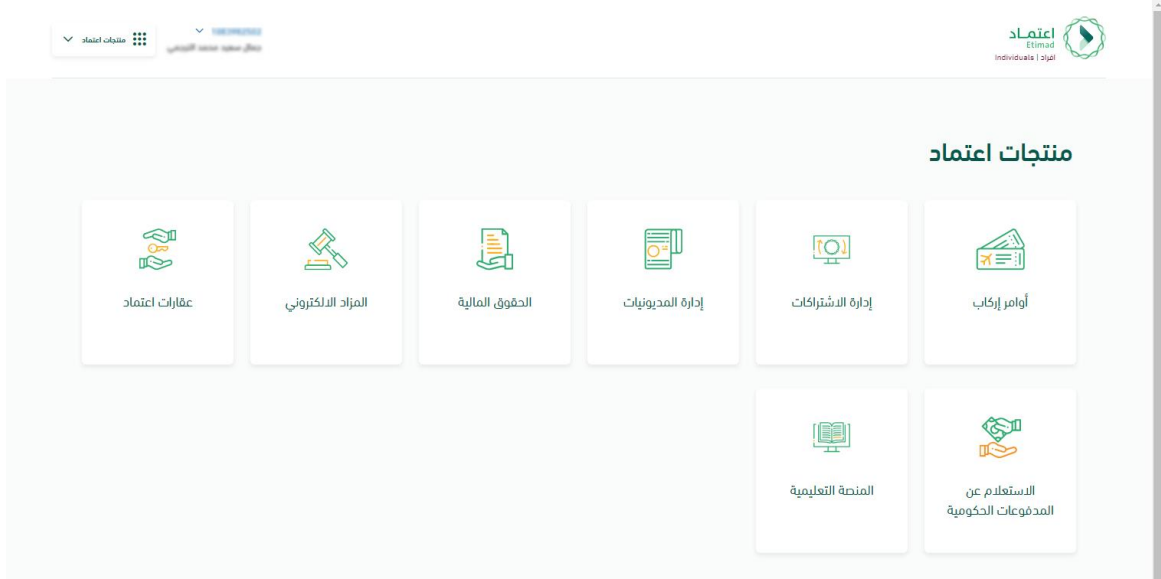 اعتمـاد
Etimad
افراد | Individuals
منتجات اعتماد
منتجات اعتماد
أوامر إركاب
إدارة الاشتراكات
إدارة المديونيات
الحقوق المالية
المزاد الالكتروني
عقارات اعتماد
الاستعلام عن
المدفوعات الحكومية
المنصة التعليمية